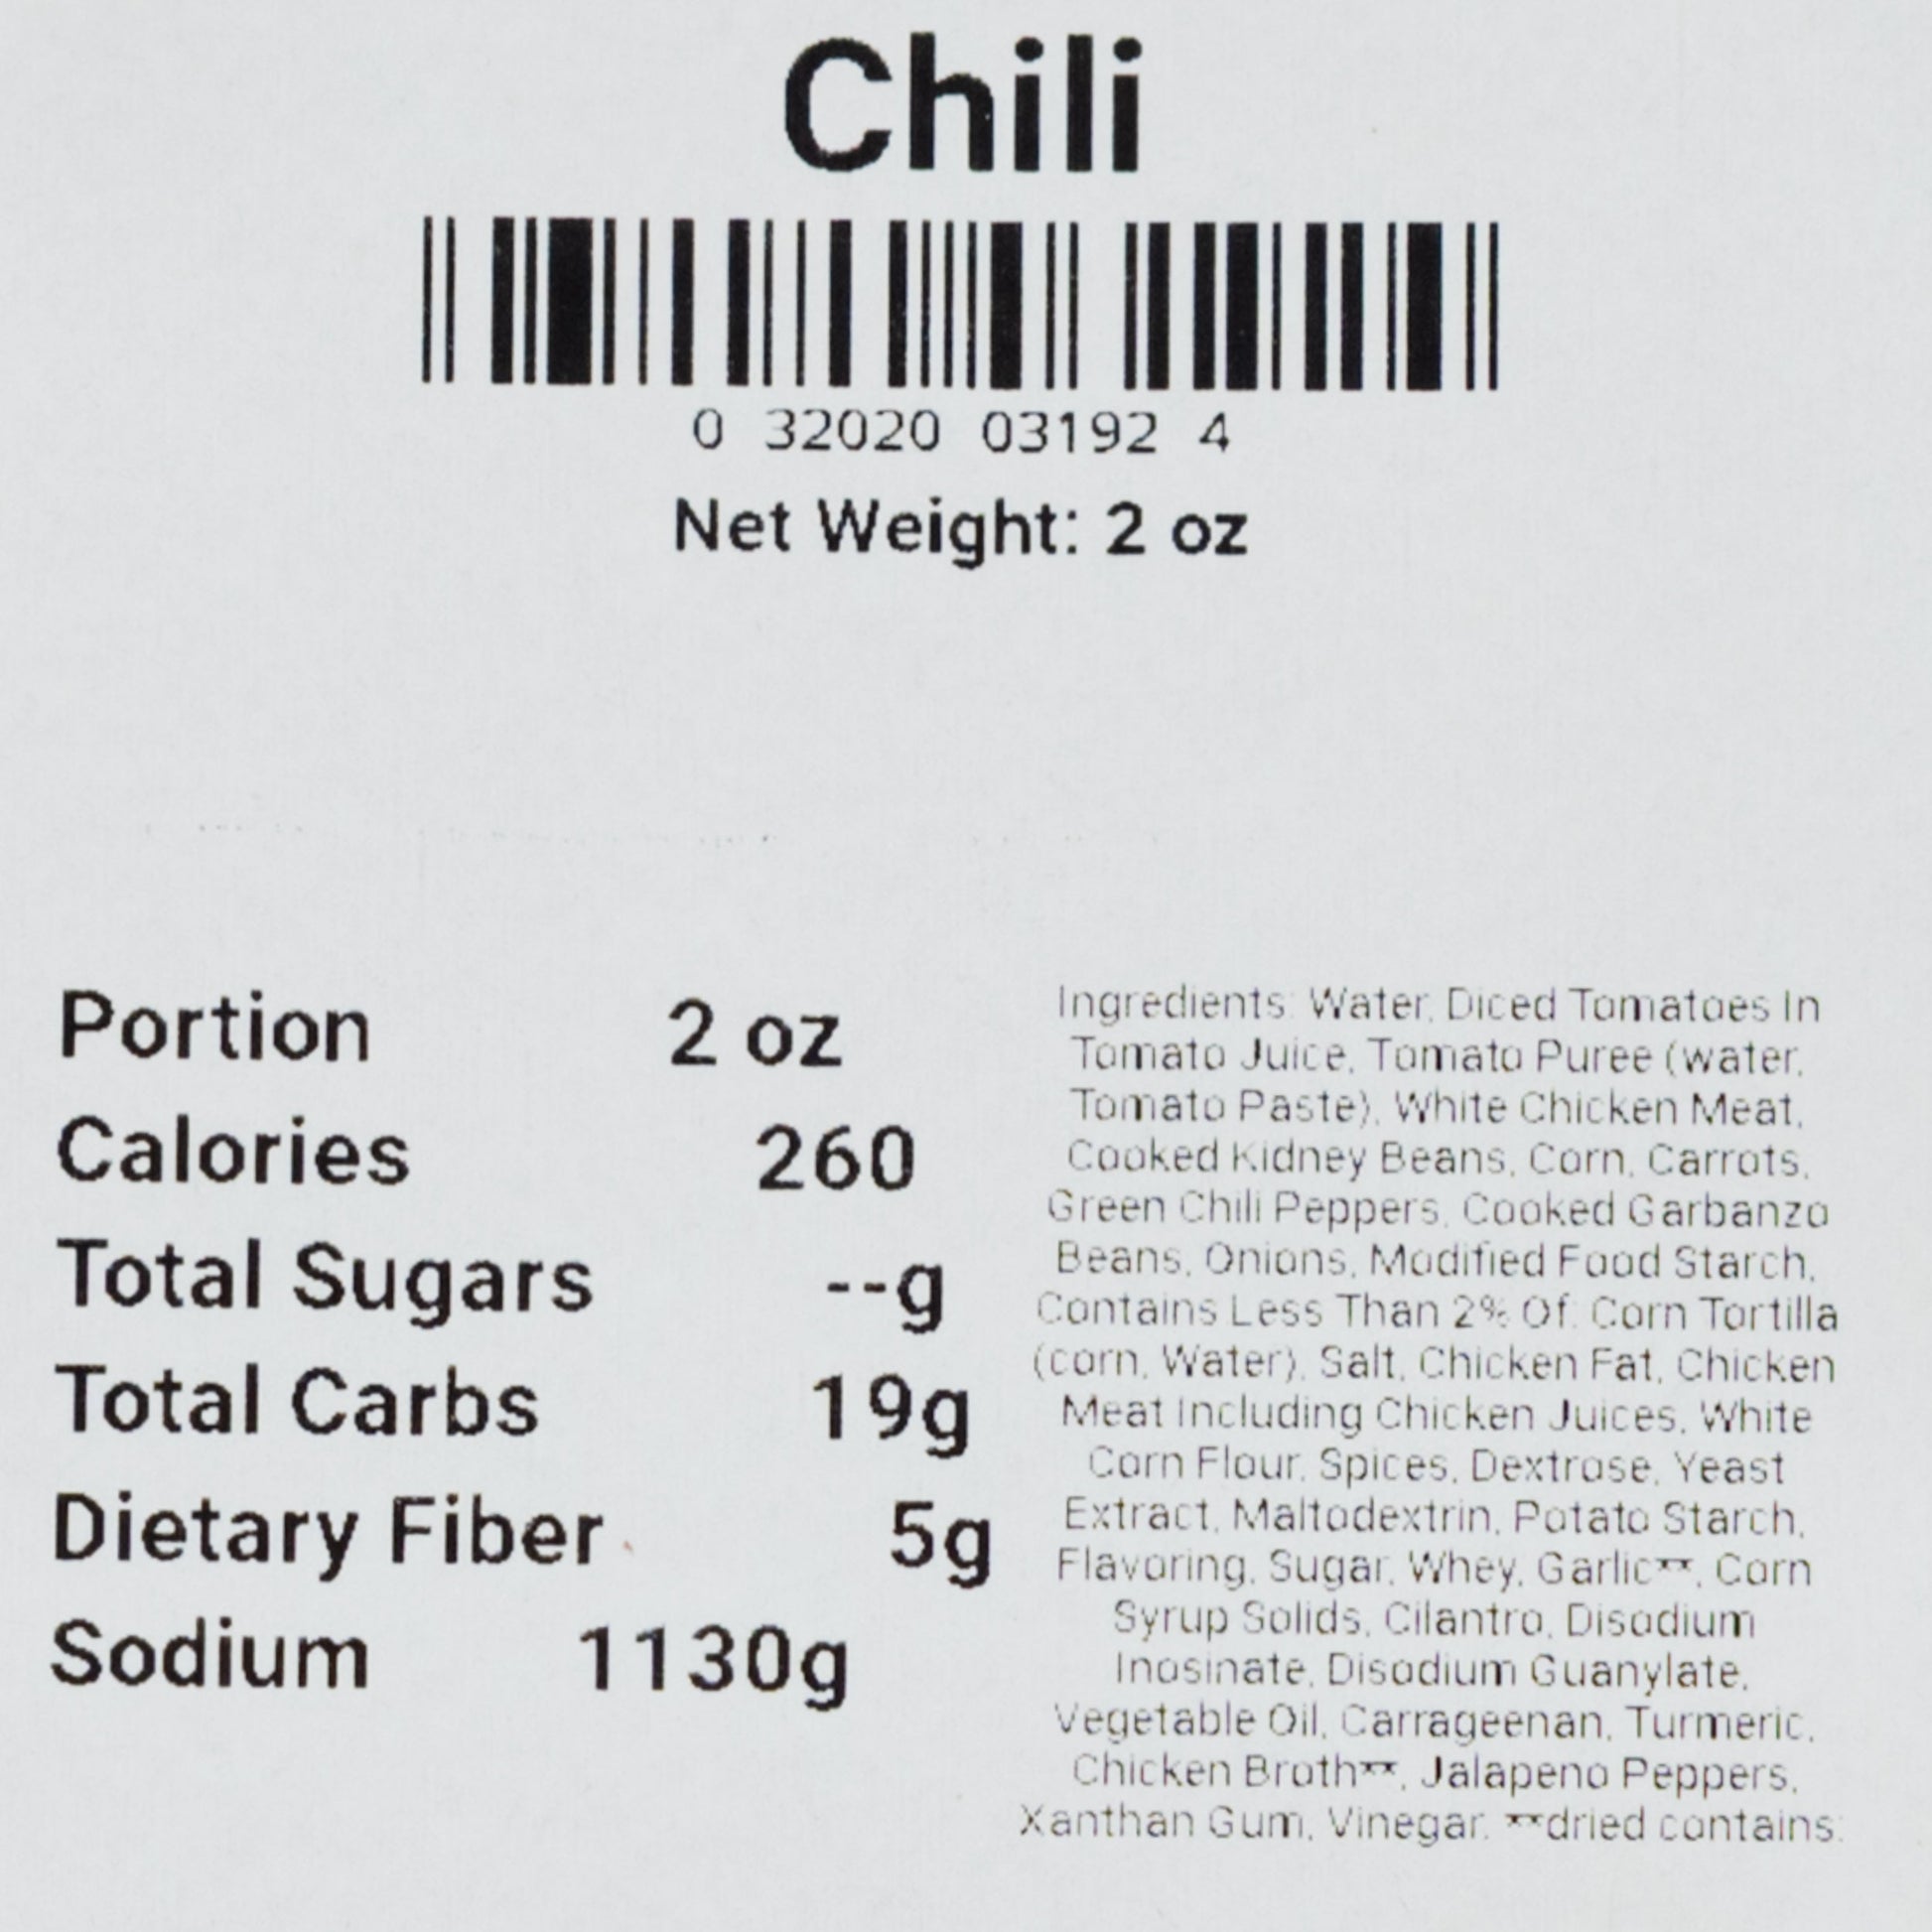 Chili
0 32020 03192 4
Net Weight: 2 oz
Portion 2 oz
Calories 260
Total Sugars --g
Total Carbs 19g
Dietary Fiber 5g
Sodium 1130g
Ingredients: Water, Diced Tomatoes In
Tomato Juice, Tomato Puree (water,
Tomato Paste), White Chicken Meat,
Cooked Kidney Beans, Corn, Carrots,
Green Chili Peppers, Cooked Garbanzo
Beans, Onions, Modified Food Starch,
Contains Less Than 2% Of: Corn Tortilla
(corn, Water), Salt, Chicken Fat, Chicken
Meat Including Chicken Juices, White
Corn Flour, Spices, Dextrose, Yeast
Extract, Maltodextrin, Potato Starch,
Flavoring, Sugar, Whey, Garlic**, Corn
Syrup Solids, Cilantro, Disodium
Inosinate, Disodium Guanylate,
Vegetable Oil, Carrageenan, Turmeric,
Chicken Broth**, Jalapeno Peppers,
Xanthan Gum, Vinegar. **dried contains: